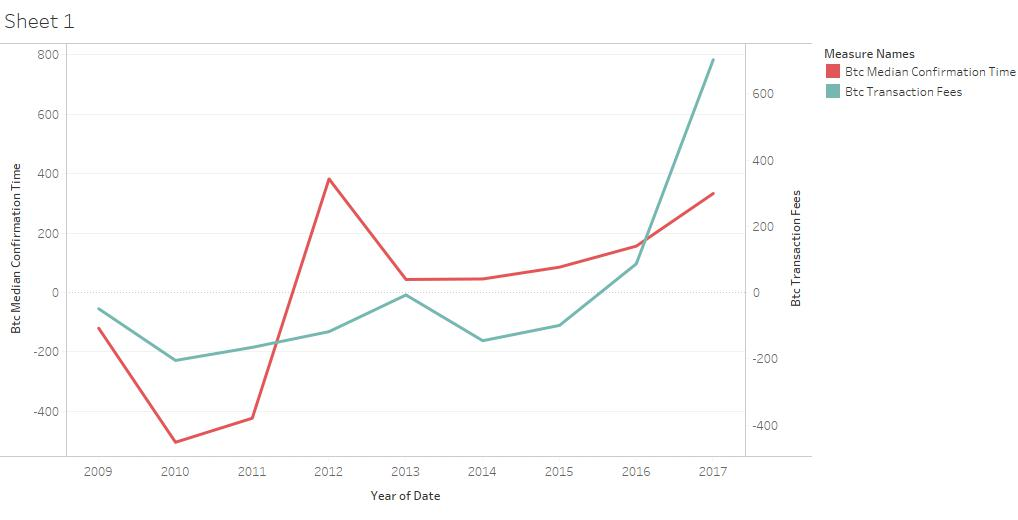 Sheet 1
Measure Names
Btc Median Confirmation Time
Btc Transaction Fees
Btc Median Confirmation Time
800
600
400
200
0
-200
-400
600
400
200
0
-200
-400
Btc Transaction Fees
2009 2010 2011 2012 2013 2014 2015 2016 2017
Year of Date